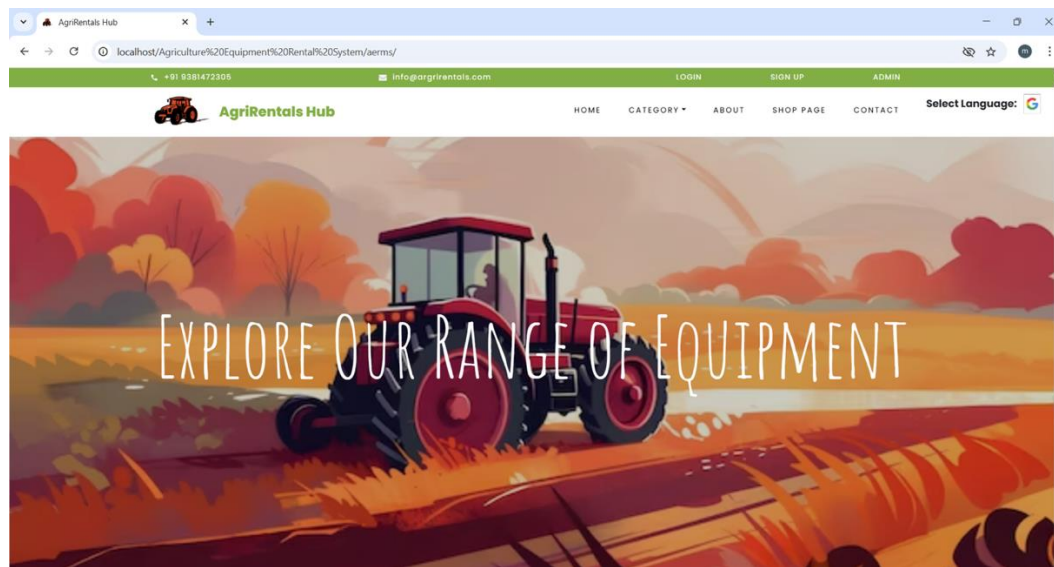 AgriRentals Hub
localhost/Agriculture%20Equipment%20Rental%20System/aerms/
m
+91 9381472305 info@argrirentals.com LOGIN SIGN UP ADMIN
AgriRentals Hub HOME CATEGORY ABOUT SHOP PAGE CONTACT Select Language: G
EXPLORE OUR RANGE OF EQUIPMENT